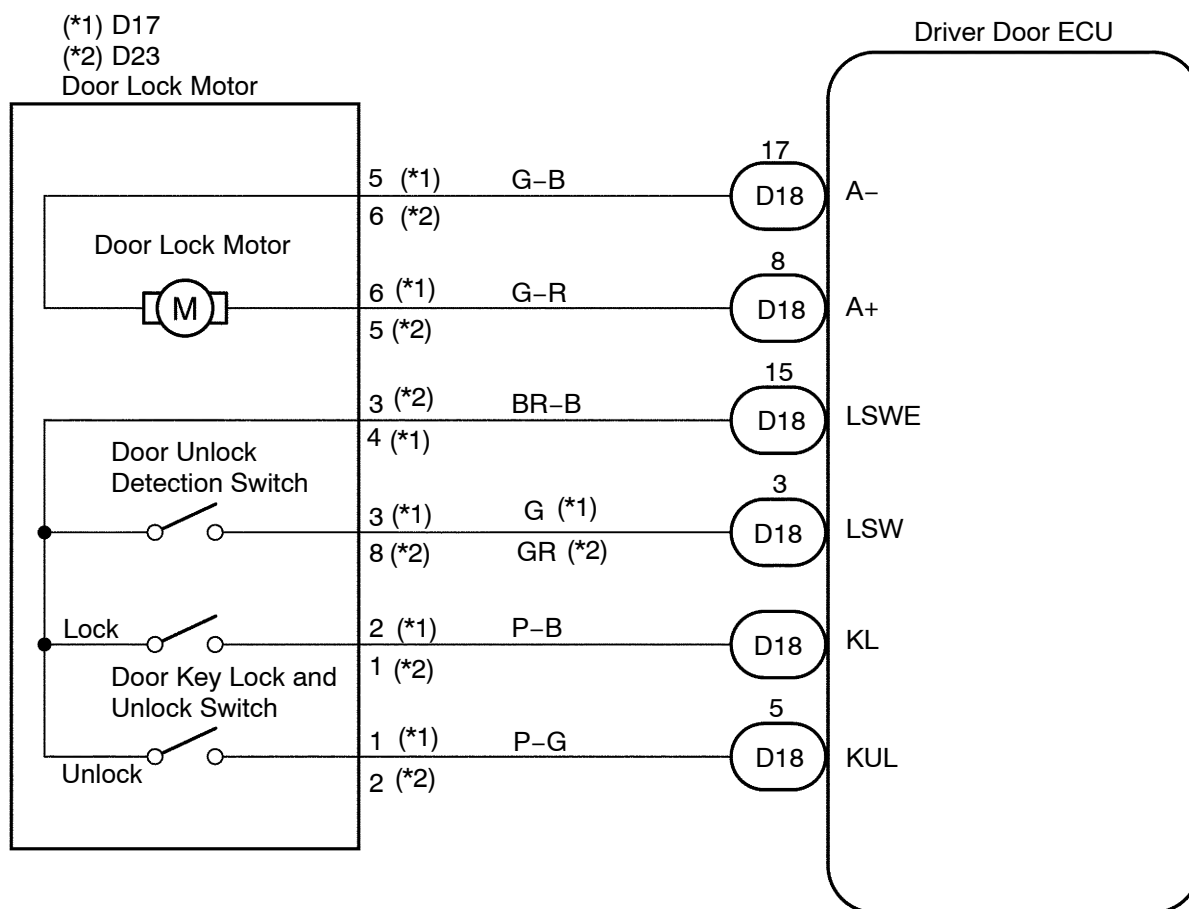 (*1) D17
(*2) D23
Door Lock Motor
Driver Door ECU
5 (*1) G−B 17 D18 A−
6 (*2)
Door Lock Motor
M
6 (*1) G−R 8 D18 A+
5 (*2)
3 (*2) BR−B 15 D18 LSWE
4 (*1)
Door Unlock
Detection Switch
3 (*1) G (*1) 3 D18 LSW
8 (*2) GR (*2)
Lock 2 (*1) P−B D18 KL
1 (*2)
Door Key Lock and
Unlock Switch
1 (*1) P−G 5 D18 KUL
Unlock 2 (*2)